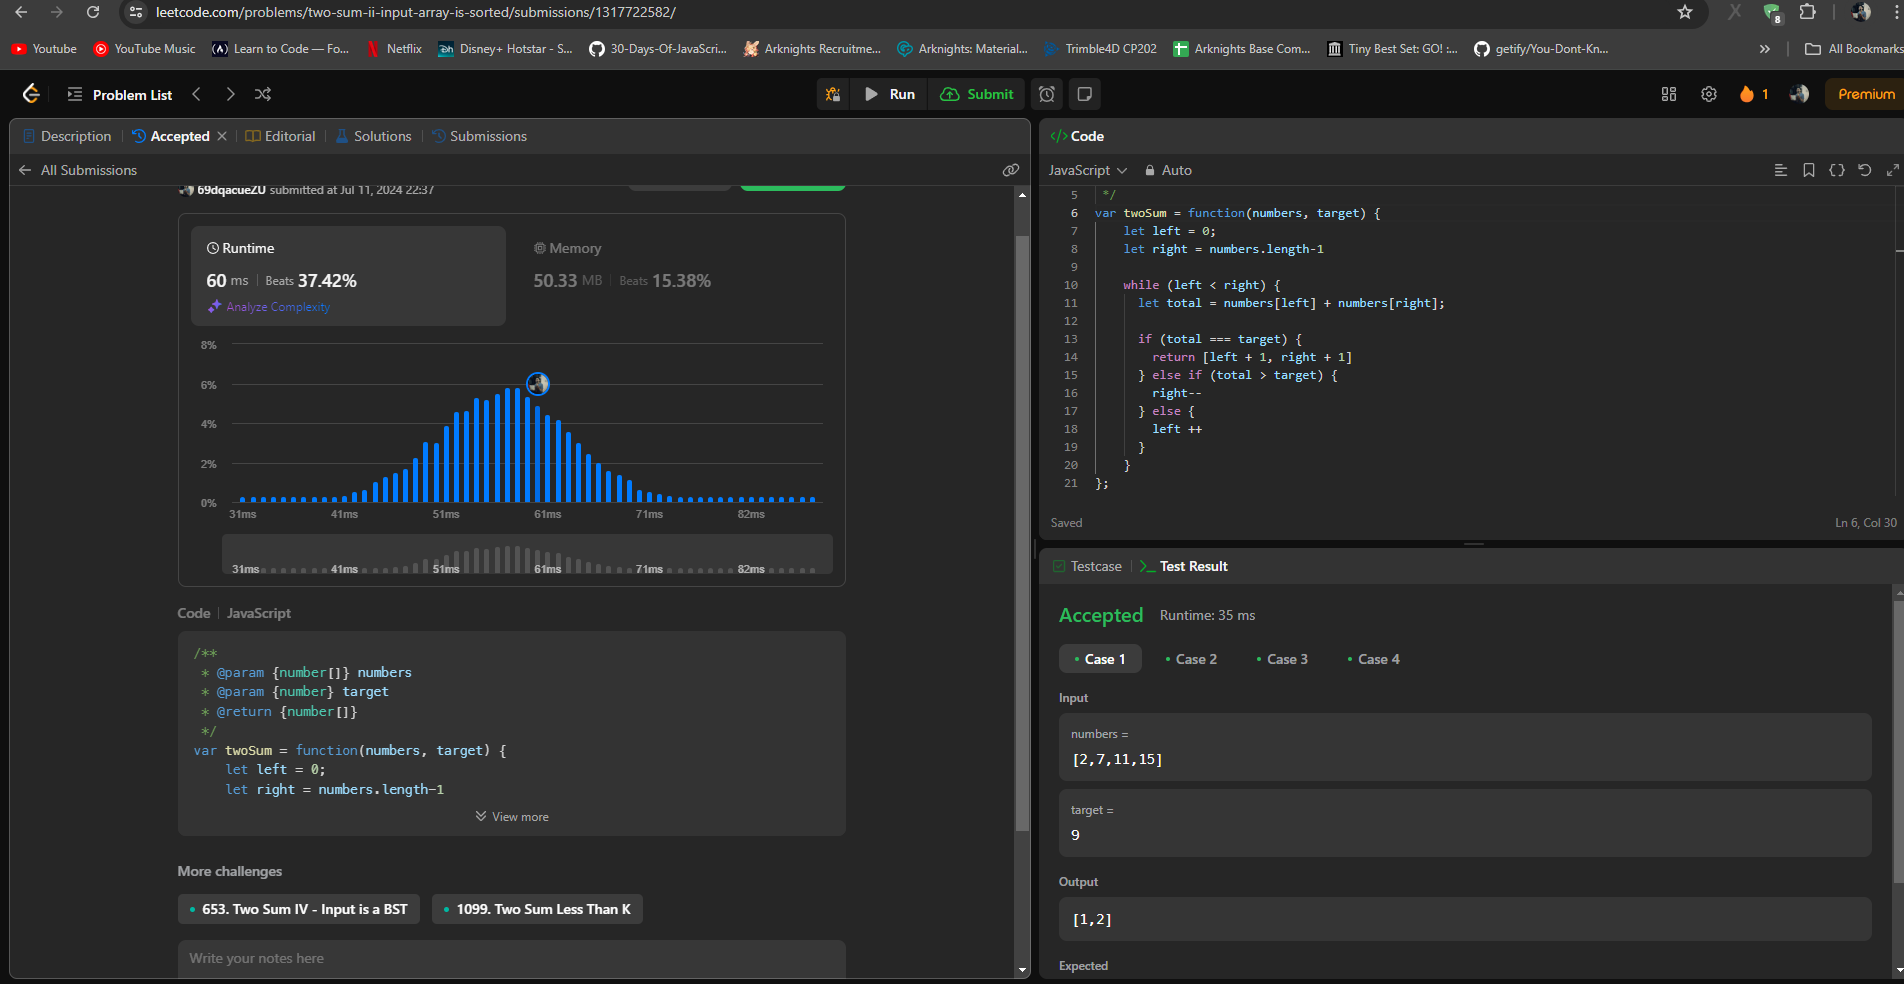 leetcode.com/problems/two-sum-ii-input-array-is-sorted/submissions/1317722582/
8
Youtube YouTube Music Learn to Code — Fo... Netflix Disney+ Hotstar - S... 30-Days-Of-JavaScri... Arknights Recruitme... Arknights: Material... Trimble4D CP202 Arknights Base Com... Tiny Best Set: GO! :... getify/You-Dont-Kn... » All Bookmarks
Problem List Run Submit 1 Premium
Description Accepted Editorial Solutions Submissions
All Submissions
69dqacueZU submitted at Jul 11, 2024 22:37
Runtime
60 ms Beats 37.42%
Analyze Complexity
Memory
50.33 MB Beats 15.38%
8%
6%
4%
2%
0%
31ms 41ms 51ms 61ms 71ms 82ms
31ms 41ms 51ms 61ms 71ms 82ms
Code JavaScript
/**
* @param {number[]} numbers
* @param {number} target
* @return {number[]}
*/
var twoSum = function(numbers, target) {
let left = 0;
let right = numbers.length-1
View more
More challenges
653. Two Sum IV - Input is a BST 1099. Two Sum Less Than K
Write your notes here
</> Code
JavaScript Auto
5 */
6 var twoSum = function(numbers, target) {
7 let left = 0;
8 let right = numbers.length-1
9
10 while (left < right) {
11 let total = numbers[left] + numbers[right];
12
13 if (total === target) {
14 return [left + 1, right + 1]
15 } else if (total > target) {
16 right--
17 } else {
18 left ++
19 }
20 }
21 };
Saved Ln 6, Col 30
Testcase Test Result
Accepted Runtime: 35 ms
Case 1 Case 2 Case 3 Case 4
Input
numbers =
[2,7,11,15]
target =
9
Output
[1,2]
Expected